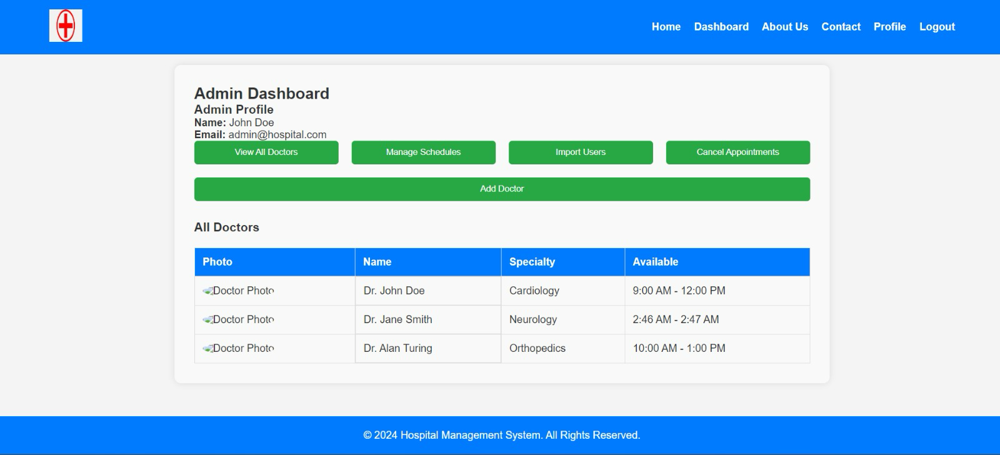 Home Dashboard About Us Contact Profile Logout
Admin Dashboard
Admin Profile
Name: John Doe
Email: admin@hospital.com
View All Doctors Manage Schedules Import Users Cancel Appointments
Add Doctor
All Doctors
Photo Name Specialty Available
Doctor Photo Dr. John Doe Cardiology 9:00 AM - 12:00 PM
Doctor Photo Dr. Jane Smith Neurology 2:46 AM - 2:47 AM
Doctor Photo Dr. Alan Turing Orthopedics 10:00 AM - 1:00 PM
© 2024 Hospital Management System. All Rights Reserved.